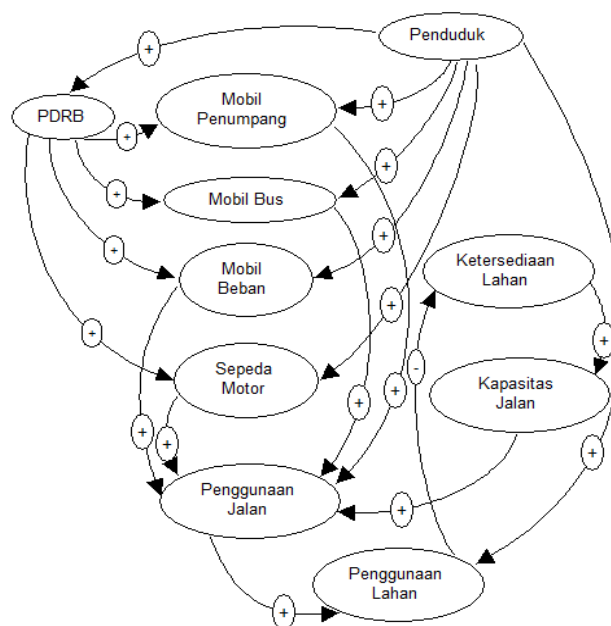 Penduduk
+
PDRB
Mobil
Penumpang
+
+
Mobil Bus
+
+
Mobil
Beban
+
+
Ketersediaan
Lahan
+
+
Sepeda
Motor
+
-
Kapasitas
Jalan
+
+
+
+
+
Penggunaan
Jalan
+
Penggunaan
Lahan
+